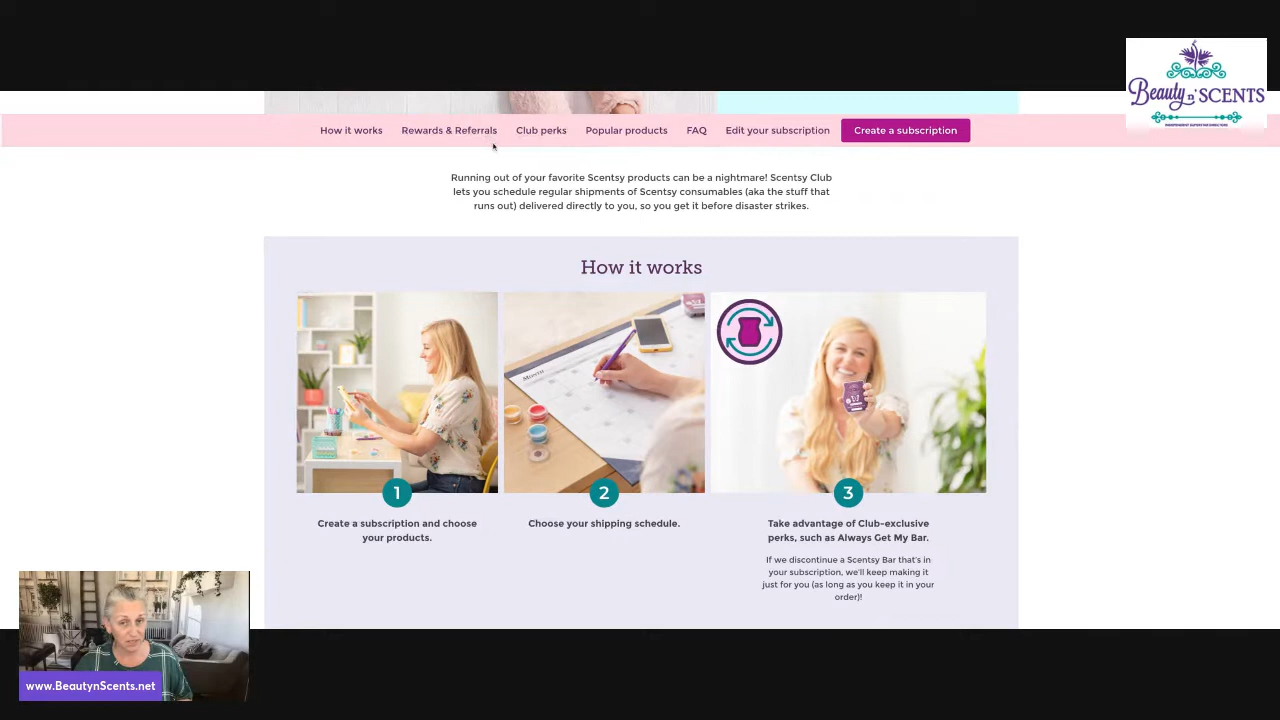 Beauty n' SCENTS
INDEPENDENT SUPERSTAR DIRECTORS
How it works Rewards & Referrals Club perks Popular products FAQ Edit your subscription Create a subscription
Running out of your favorite Scentsy products can be a nightmare! Scentsy Club
lets you schedule regular shipments of Scentsy consumables (aka the stuff that
runs out) delivered directly to you, so you get it before disaster strikes.
How it works
MONTH
1
2
3
Create a subscription and choose
your products.
Choose your shipping schedule.
Take advantage of Club-exclusive
perks, such as Always Get My Bar.
If we discontinue a Scentsy Bar that's in
your subscription, we'll keep making it
just for you (as long as you keep it in your
order)!
www.BeautynScents.net